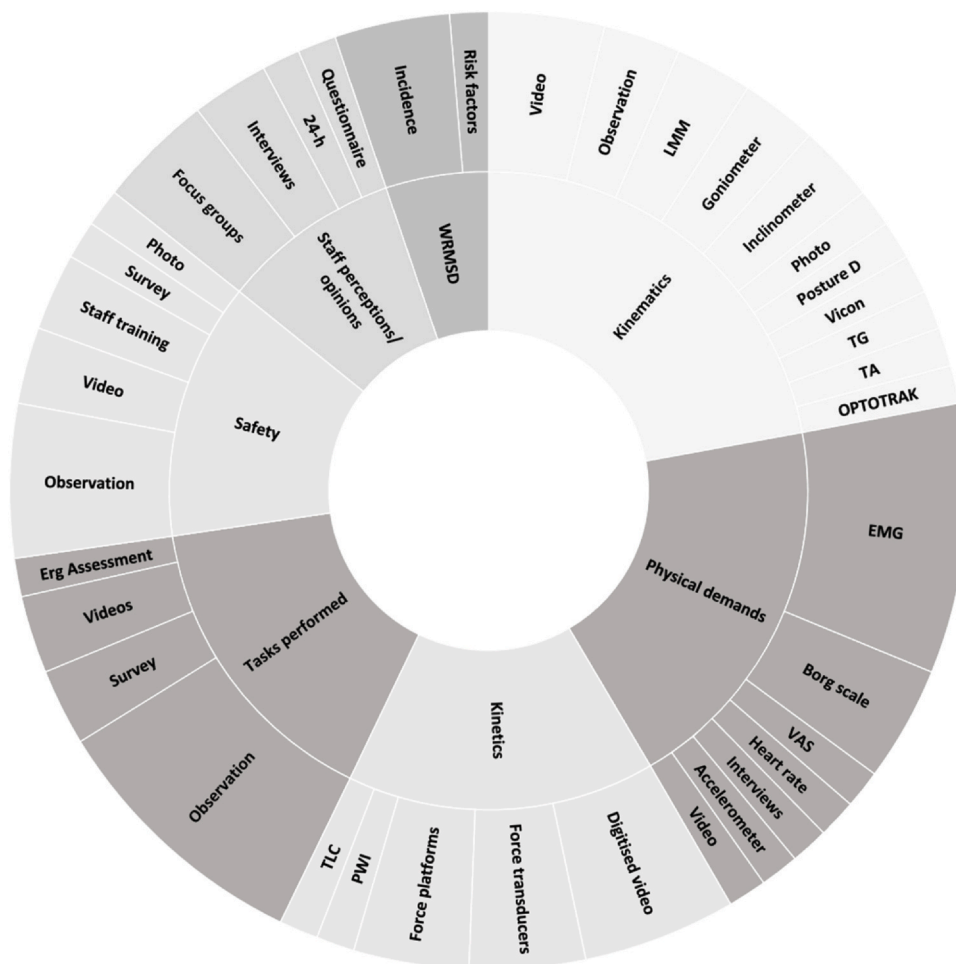 Kinematics
Video
Observation
LMM
Goniometer
Inclinometer
Photo
Posture D
Vicon
TG
TA
OPTOTRAK
Physical demands
EMG
Borg scale
VAS
Heart rate
Interviews
Accelerometer
Video
Kinetics
Digitised video
Force transducers
Force platforms
PWI
TLC
Tasks performed
Observation
Survey
Videos
Erg Assessment
Safety
Observation
Video
Staff training
Survey
Photo
Staff perceptions/
opinions
Focus groups
Interviews
24-h
Questionnaire
WRMSD
Incidence
Risk factors